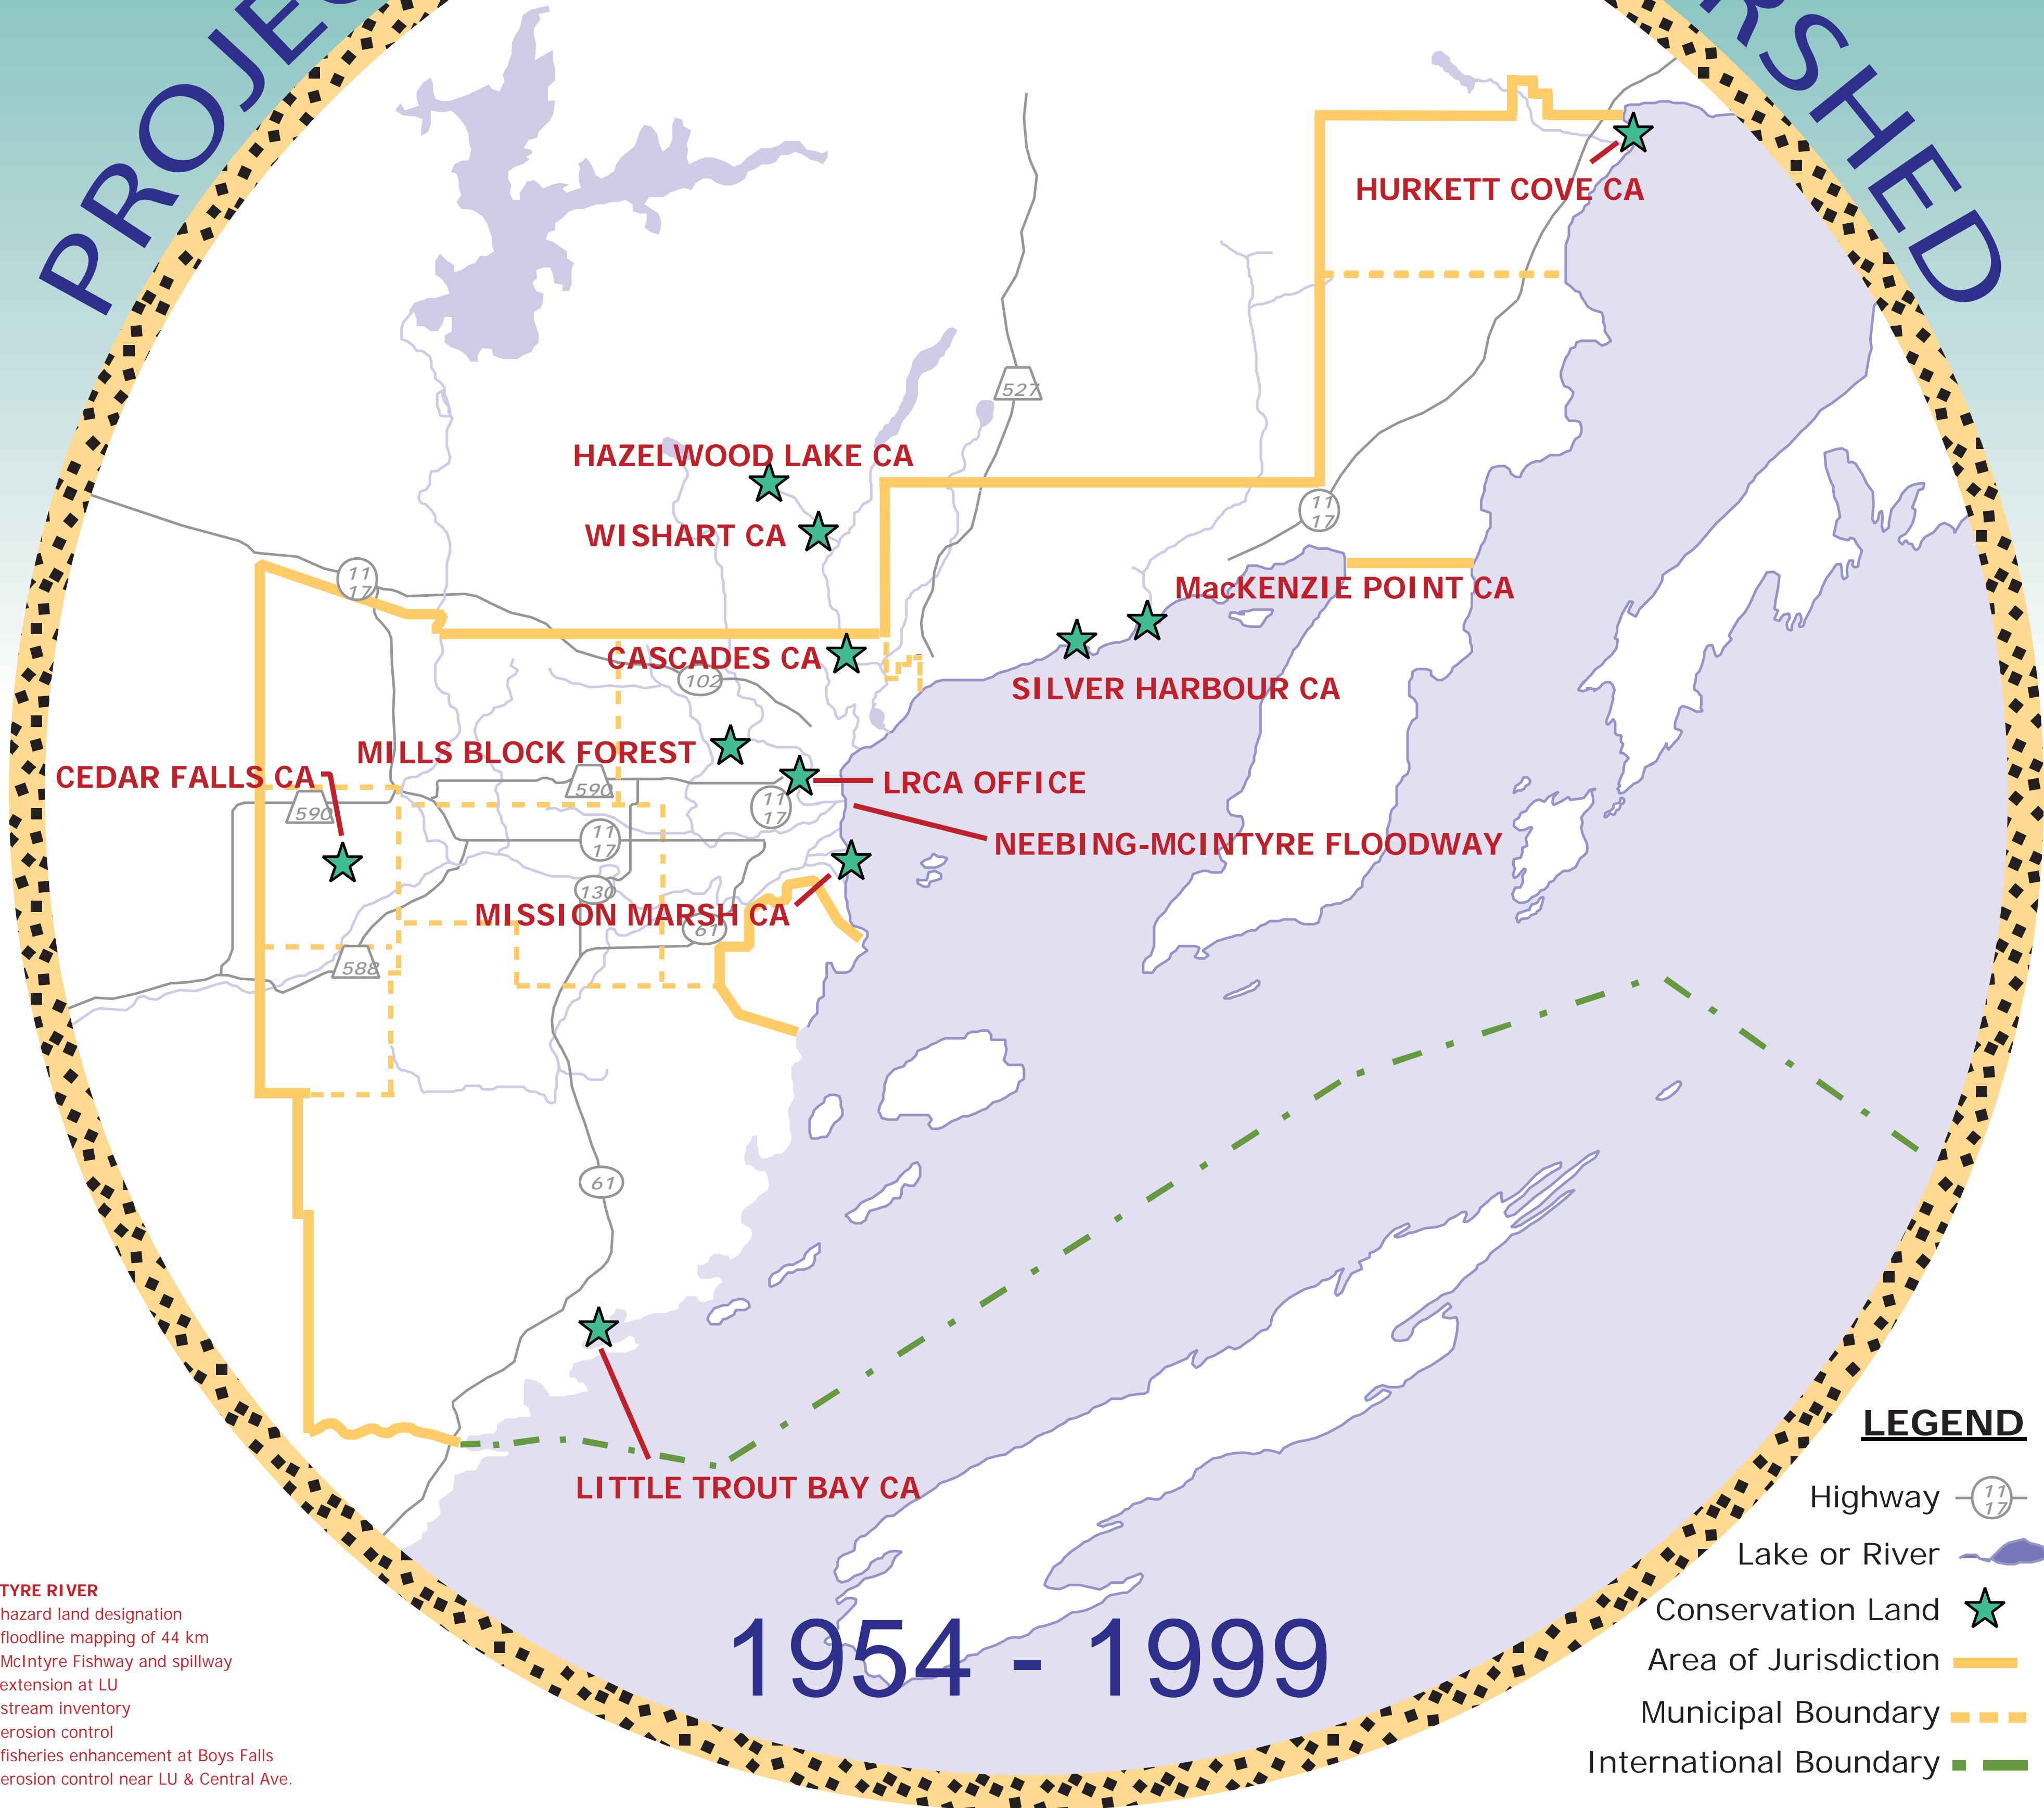 PROJE
RSHED
HURKETT COVE CA
527
HAZELWOOD LAKE CA
11
17
WISHART CA
11
17
MacKENZIE POINT CA
CASCADES CA
102
SILVER HARBOUR CA
MILLS BLOCK FOREST
CEDAR FALLS CA
590
LRCA OFFICE
590
11
17
11
17
NEEBING-MCINTYRE FLOODWAY
130
MISSION MARSH CA
61
588
61
LITTLE TROUT BAY CA
1954 - 1999
LEGEND
Highway
11
17
Lake or River
Conservation Land
Area of Jurisdiction
Municipal Boundary
International Boundary
TYRE RIVER
hazard land designation
floodline mapping of 44 km
McIntyre Fishway and spillway
extension at LU
stream inventory
erosion control
fisheries enhancement at Boys Falls
erosion control near LU & Central Ave.